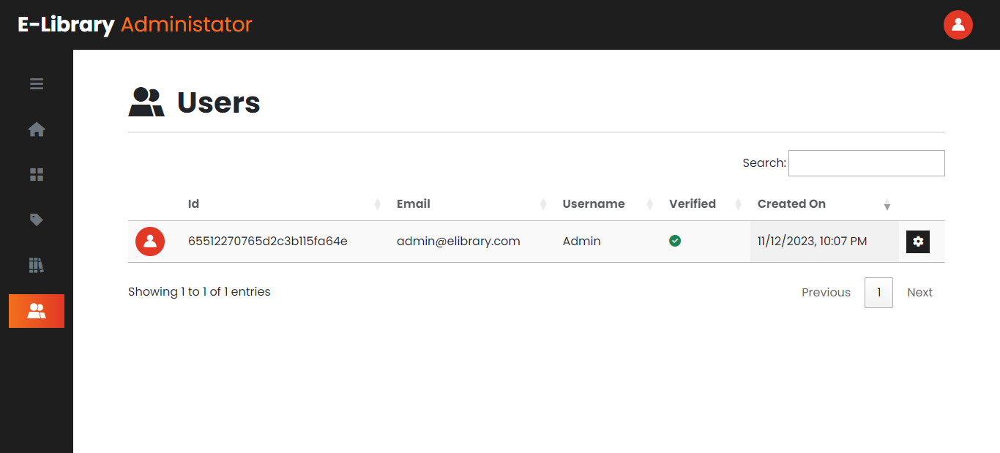 E-Library Administator
Users
Search:
Id Email Username Verified Created On
65512270765d2c3b115fa64e admin@elibrary.com Admin 11/12/2023, 10:07 PM
Showing 1 to 1 of 1 entries Previous 1 Next